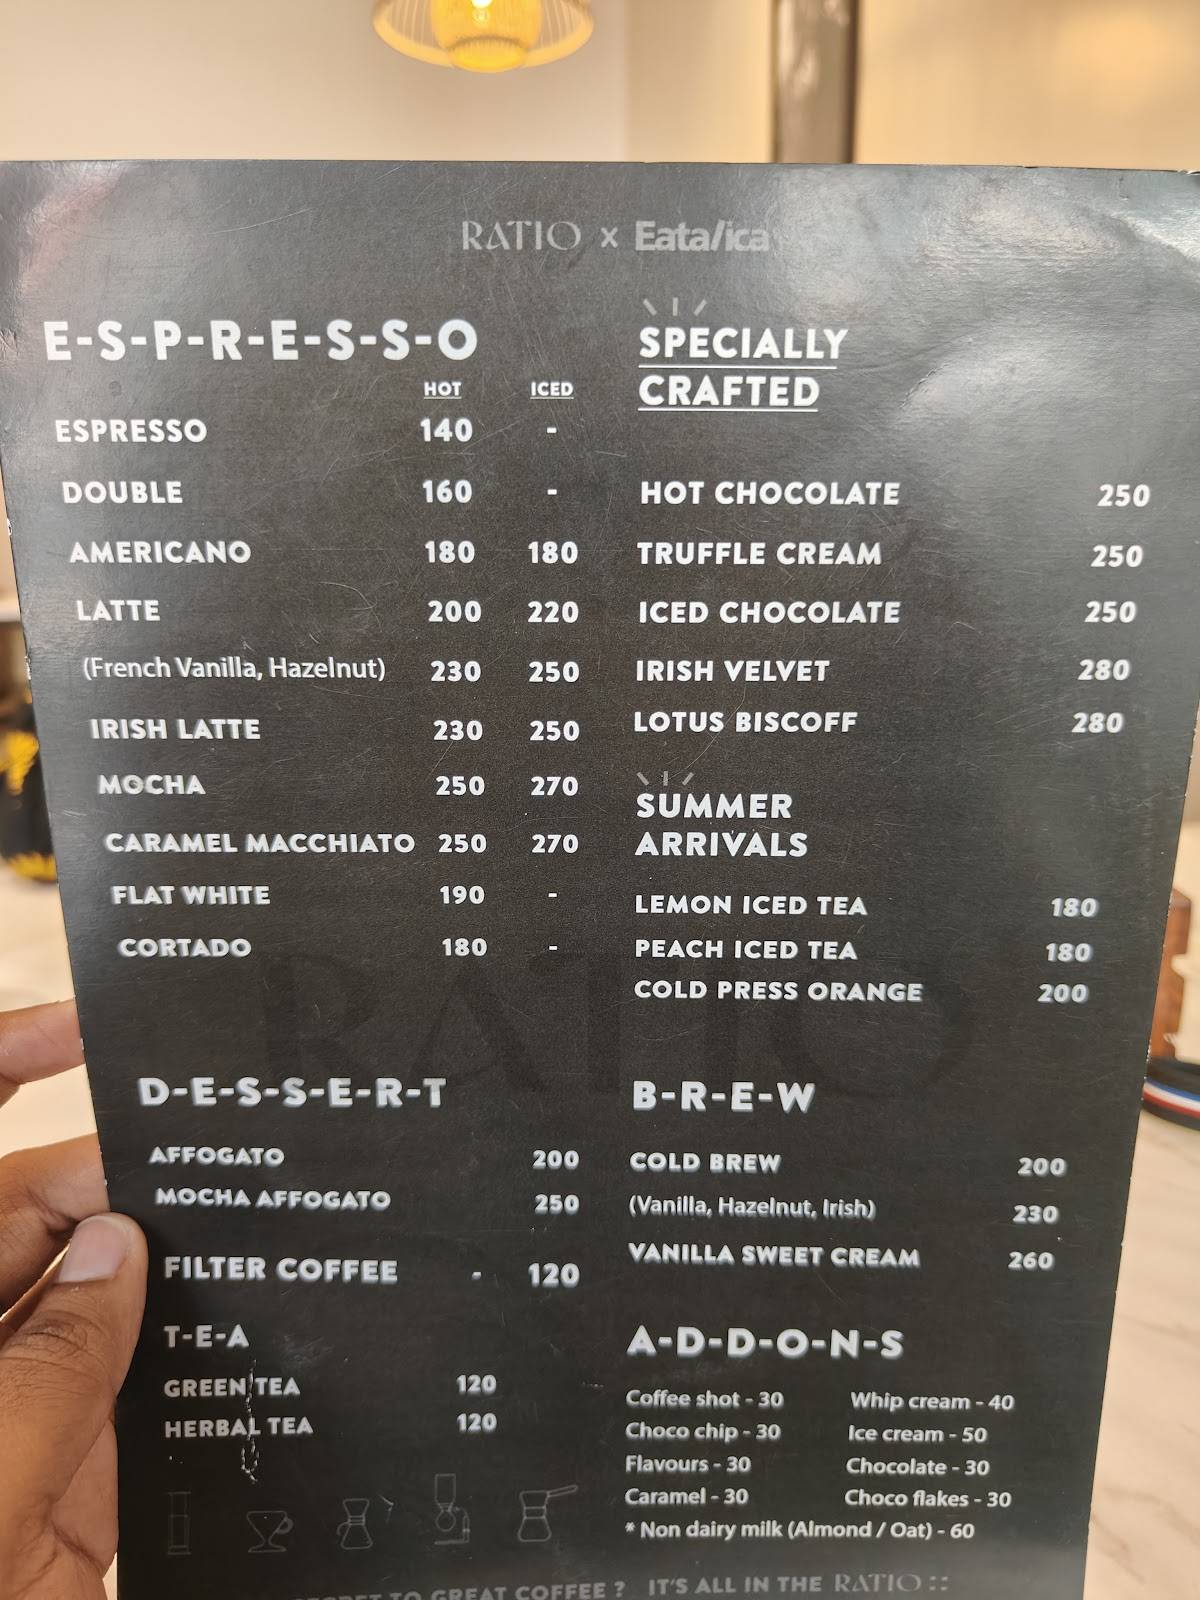 RATIO x Eatalica
E-S-P-R-E-S-S-O
HOT ICED
ESPRESSO 140 -
DOUBLE 160 -
AMERICANO 180 180
LATTE 200 220
(French Vanilla, Hazelnut) 230 250
IRISH LATTE 230 250
MOCHA 250 270
CARAMEL MACCHIATO 250 270
FLAT WHITE 190 -
CORTADO 180 -
D-E-S-S-E-R-T
AFFOGATO 200
MOCHA AFFOGATO 250
FILTER COFFEE - 120
T-E-A
GREEN TEA 120
HERBAL TEA 120
SPECIALLY
CRAFTED
HOT CHOCOLATE 250
TRUFFLE CREAM 250
ICED CHOCOLATE 250
IRISH VELVET 280
LOTUS BISCOFF 280
SUMMER
ARRIVALS
LEMON ICED TEA 180
PEACH ICED TEA 180
COLD PRESS ORANGE 200
B-R-E-W
COLD BREW 200
(Vanilla, Hazelnut, Irish) 230
VANILLA SWEET CREAM 260
A-D-D-O-N-S
Coffee shot - 30 Whip cream - 40
Choco chip - 30 Ice cream - 50
Flavours - 30 Chocolate - 30
Caramel - 30 Choco flakes - 30
* Non dairy milk (Almond / Oat) - 60
TO GREAT COFFEE ? IT'S ALL IN THE RATIO ::
RATIO